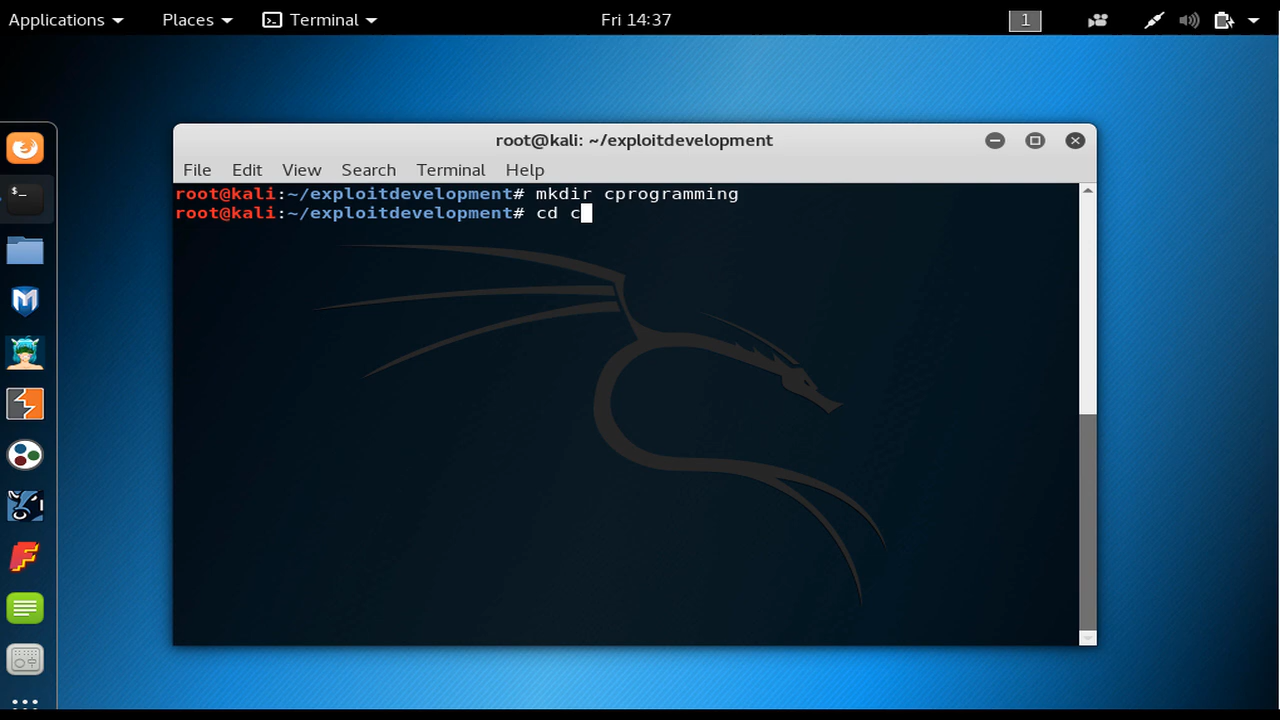 Applications Places Terminal Fri 14:37 1
root@kali: ~/exploitdevelopment
File Edit View Search Terminal Help
root@kali:~/exploitdevelopment# mkdir cprogramming
root@kali:~/exploitdevelopment# cd c